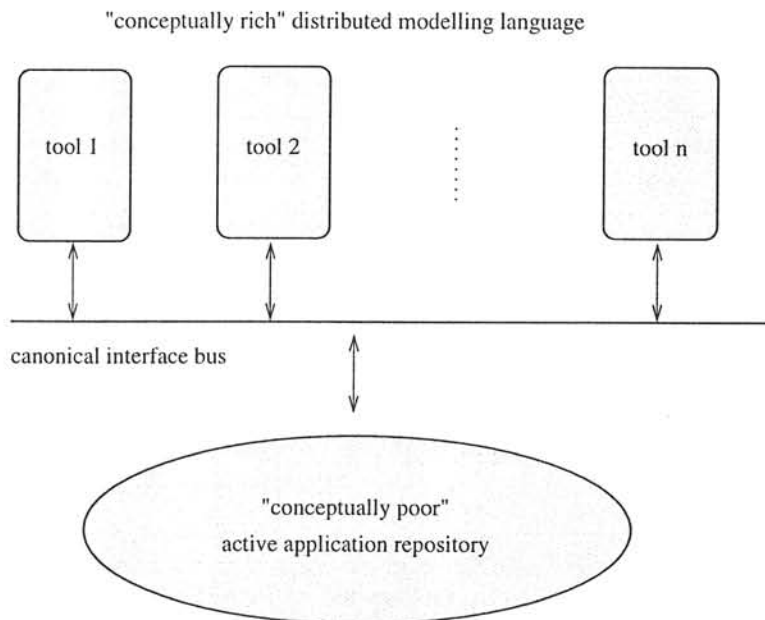 "conceptually rich" distributed modelling language
tool 1
tool 2
tool n
canonical interface bus
"conceptually poor"
active application repository